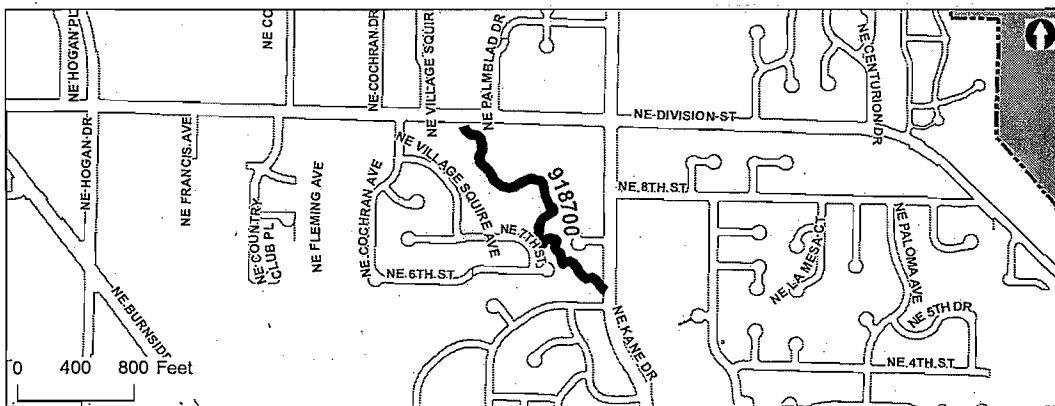 NE HOGAN PL
NE CO
NE COCHRAN DR
NE VILLAGE SQUIR
NE PALMBLAD DR
NE CENTURION DR
NE DIVISION ST
NE HOGAN DR
NE FRANCIS AVE
NE VILLAGE SQUIRE AVE
918700
NE 8TH ST
NE COUNTRY
CLUB PL
NE FLEMING AVE
NE COCHRAN AVE
NE 7TH ST
NE 6TH ST
NE LA MESA CT
NE PALOMA AVE
NE 5TH DR
NE BURNSIDE
NE KANE DR
NE 4TH ST
0 400 800 Feet